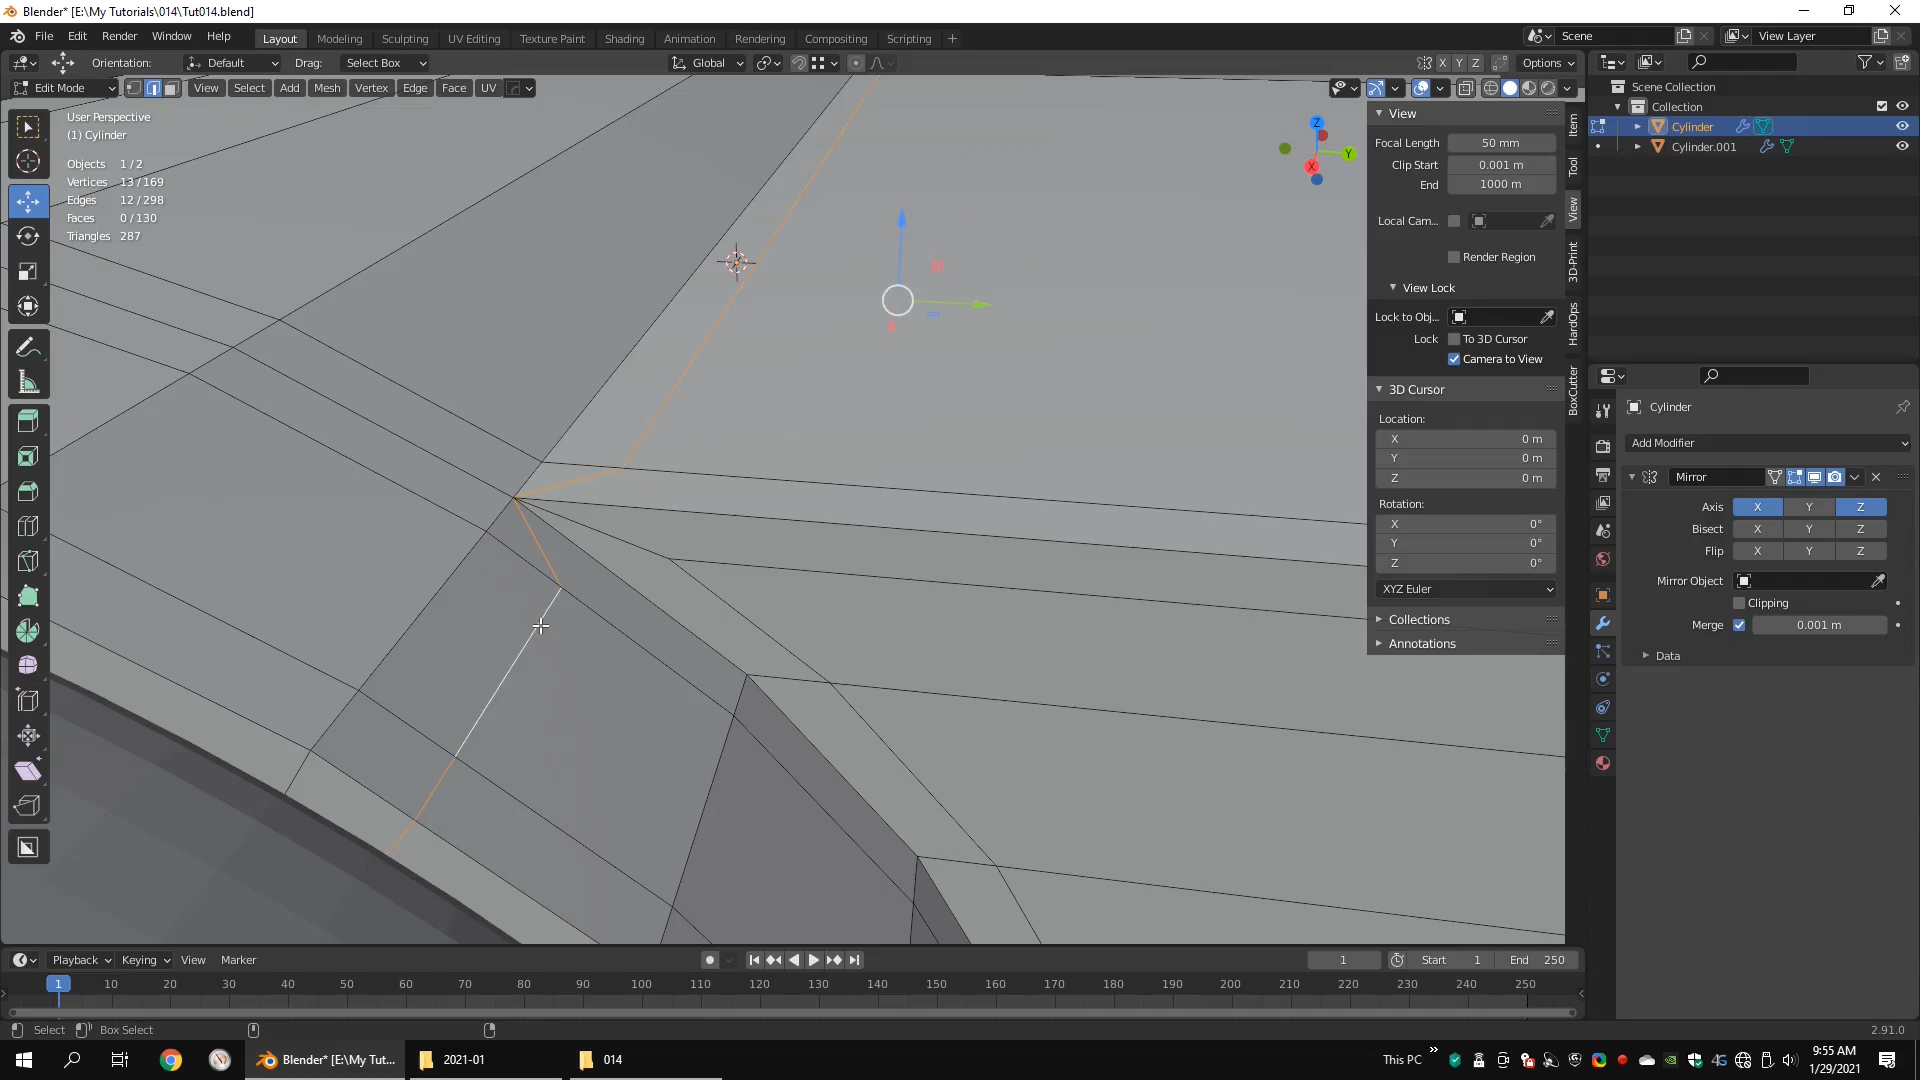 Blender* [E:\My Tutorials\014\Tut014.blend]
File Edit Render Window Help
Layout Modeling Sculpting UV Editing Texture Paint Shading Animation Rendering Compositing Scripting +
Scene View Layer
Orientation: Default Drag: Select Box Global X Y Z Options
Edit Mode View Select Add Mesh Vertex Edge Face UV
User Perspective
(1) Cylinder
Objects 1 / 2
Vertices 13 / 169
Edges 12 / 298
Faces 0 / 130
Triangles 287
Z
Y
X
View
Focal Length 50 mm
Clip Start 0.001 m
End 1000 m
Local Cam...
Render Region
View Lock
Lock to Obj...
Lock To 3D Cursor
Camera to View
3D Cursor
Location:
X 0 m
Y 0 m
Z 0 m
Rotation:
X 0°
Y 0°
Z 0°
XYZ Euler
Collections
Annotations
Item
Tool
View
3D-Print
HardOps
BoxCutter
Scene Collection
Collection
Cylinder
Cylinder.001
Cylinder
Add Modifier
Mirror
Axis X Y Z
Bisect X Y Z
Flip X Y Z
Mirror Object
Clipping
Merge 0.001 m
Data
Playback Keying View Marker 1 Start 1 End 250
1 10 20 30 40 50 60 70 80 90 100 110 120 130 140 150 160 170 180 190 200 210 220 230 240 250
Select Box Select 2.91.0
Blender* [E:\My Tut... 2021-01 014 This PC » 4G 9:55 AM
1/29/2021